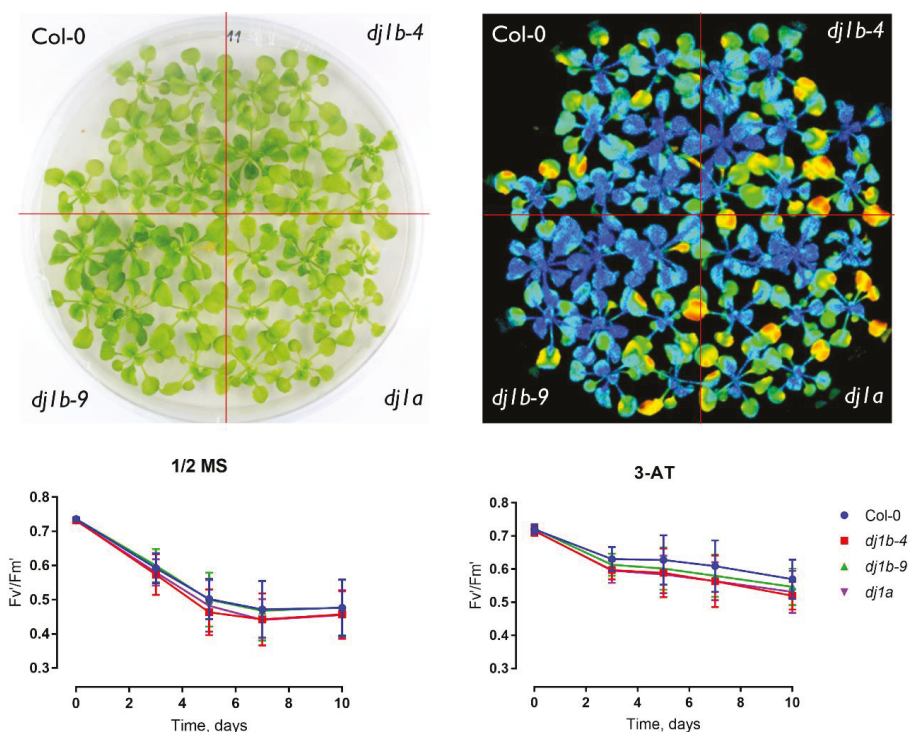 Col-0
11
dj1b-4
dj1b-9
dj1a
Col-0
dj1b-4
dj1b-9
dj1a
1/2 MS
Fv'/Fm'
0.8
0.7
0.6
0.5
0.4
0.3
0 2 4 6 8 10
Time, days
3-AT
Fv'/Fm'
0.8
0.7
0.6
0.5
0.4
0.3
0 2 4 6 8 10
Time, days
Col-0
dj1b-4
dj1b-9
dj1a